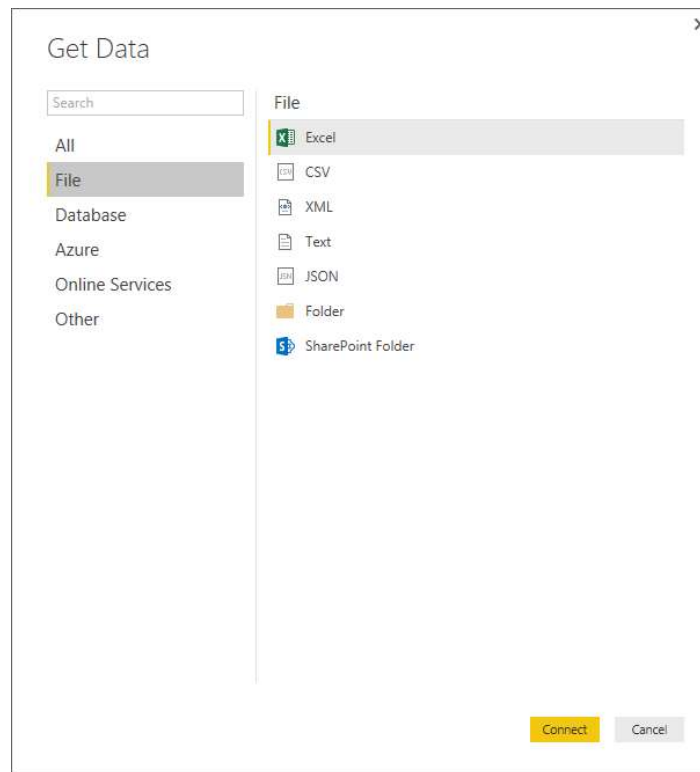 Get Data
Search
All
File
Database
Azure
Online Services
Other
File
Excel
CSV
XML
Text
JSON
Folder
SharePoint Folder
Connect
Cancel